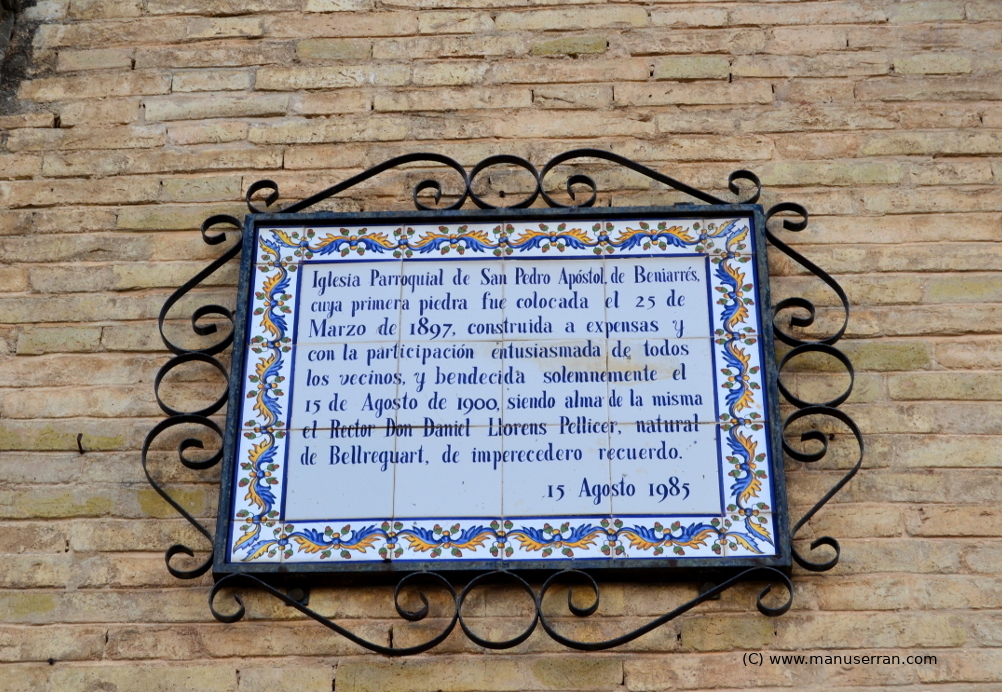 Iglesia Parroquial de San Pedro Apóstol de Beniarrés,
cuya primera piedra fue colocada el 25 de
Marzo de 1897, construida a expensas y
con la participación entusiasmada de todos
los vecinos, y bendecida solemnemente el
15 de Agosto de 1900, siendo alma de la misma
el Rector Don Daniel Llorens Pellicer, natural
de Bellreguart, de imperecedero recuerdo.
15 Agosto 1985
(C) www.manuserran.com